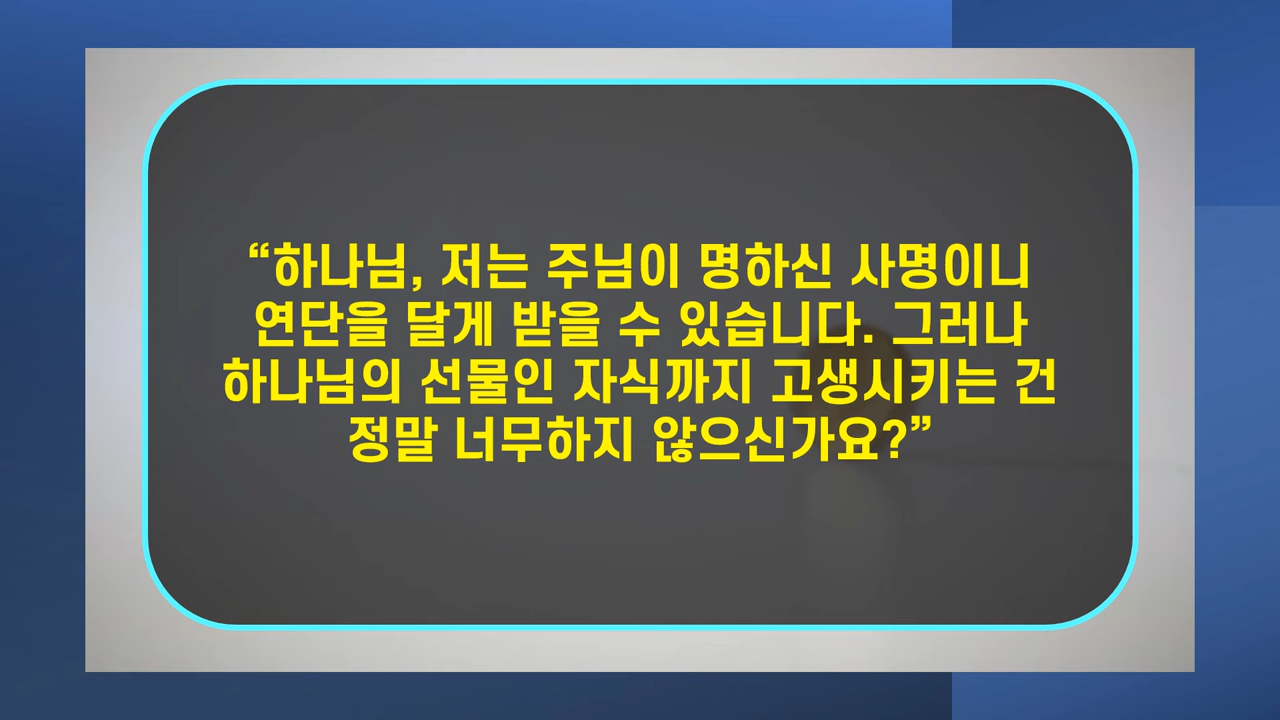 “하나님, 저는 주님이 명하신 사명이니
연단을 달게 받을 수 있습니다. 그러나
하나님의 선물인 자식까지 고생시키는 건
정말 너무하지 않으신가요?”